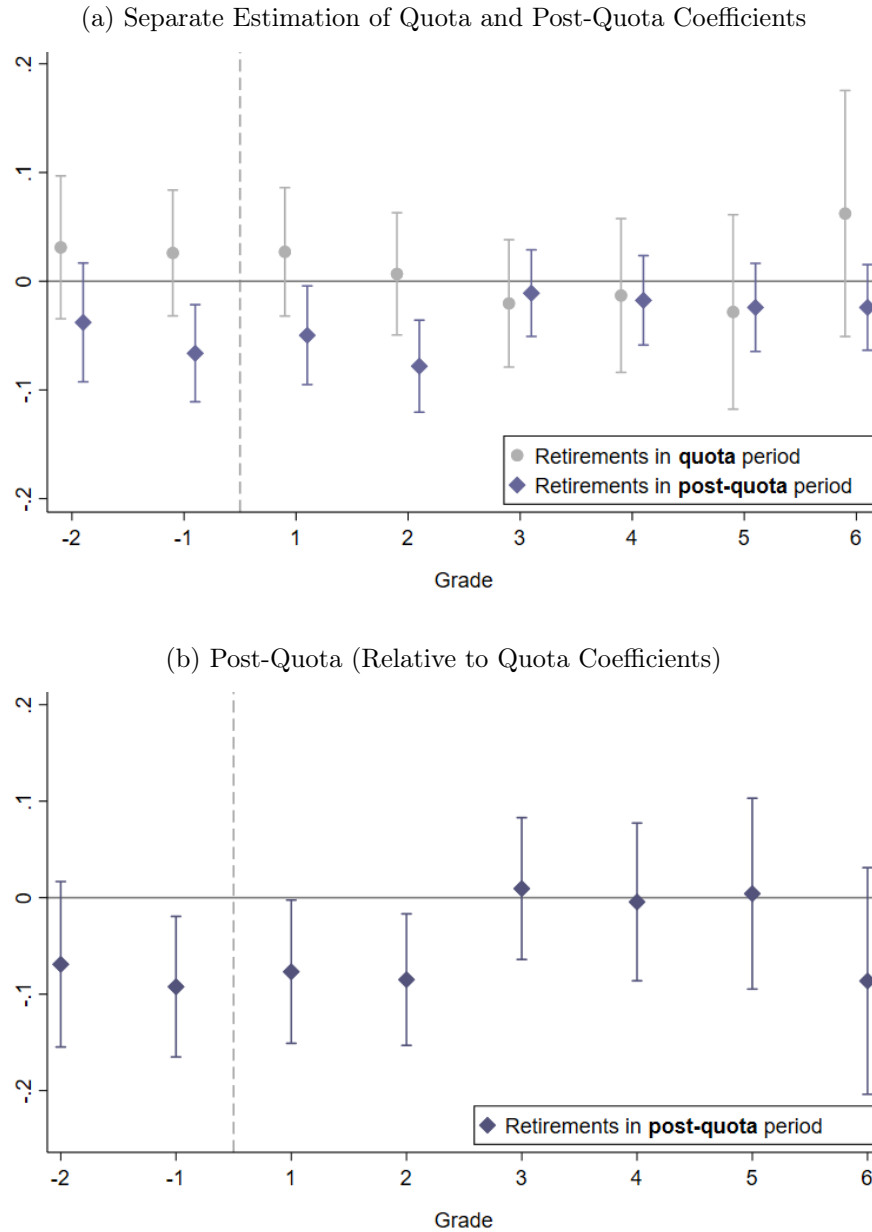 (a) Separate Estimation of Quota and Post-Quota Coefficients
.2
.1
0
-.1
-.2
Retirements in quota period
Retirements in post-quota period
-2 -1 1 2 3 4 5 6
Grade
(b) Post-Quota (Relative to Quota Coefficients)
.2
.1
0
-.1
-.2
Retirements in post-quota period
-2 -1 1 2 3 4 5 6
Grade